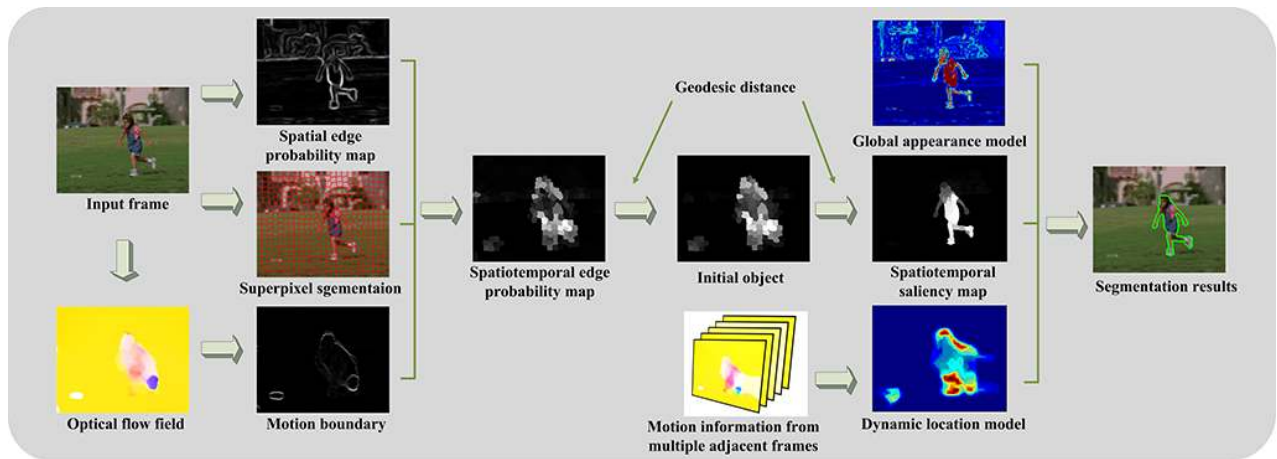 Spatial edge
probability map
Geodesic distance
Global appearance model
Input frame
Superpixel sgementaion
Spatiotemporal edge
probability map
Initial object
Spatiotemporal
saliency map
Segmentation results
Optical flow field
Motion boundary
Motion information from
multiple adjacent frames
Dynamic location model